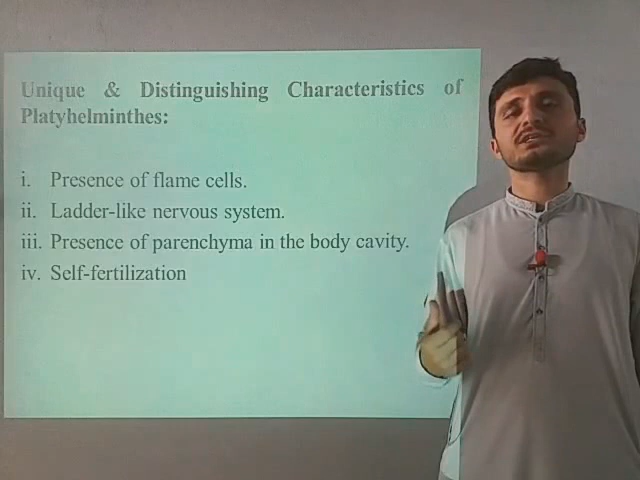 Unique & Distinguishing Characteristics of
Platyhelminthes:
i. Presence of flame cells.
ii. Ladder-like nervous system.
iii. Presence of parenchyma in the body cavity.
iv. Self-fertilization